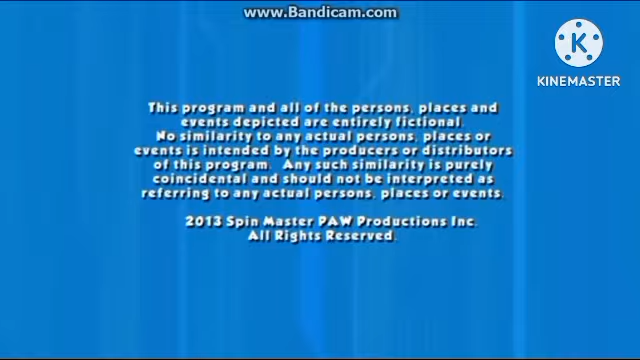 www.Bandicam.com
K
KINEMASTER
This program and all of the persons, places and
events depicted are entirely fictional.
No similarity to any actual persons, places or
events is intended by the producers or distributors
of this program. Any such similarity is purely
coincidental and should not be interpreted as
referring to any actual persons, places or events.
2013 Spin Master PAW Productions Inc.
All Rights Reserved.